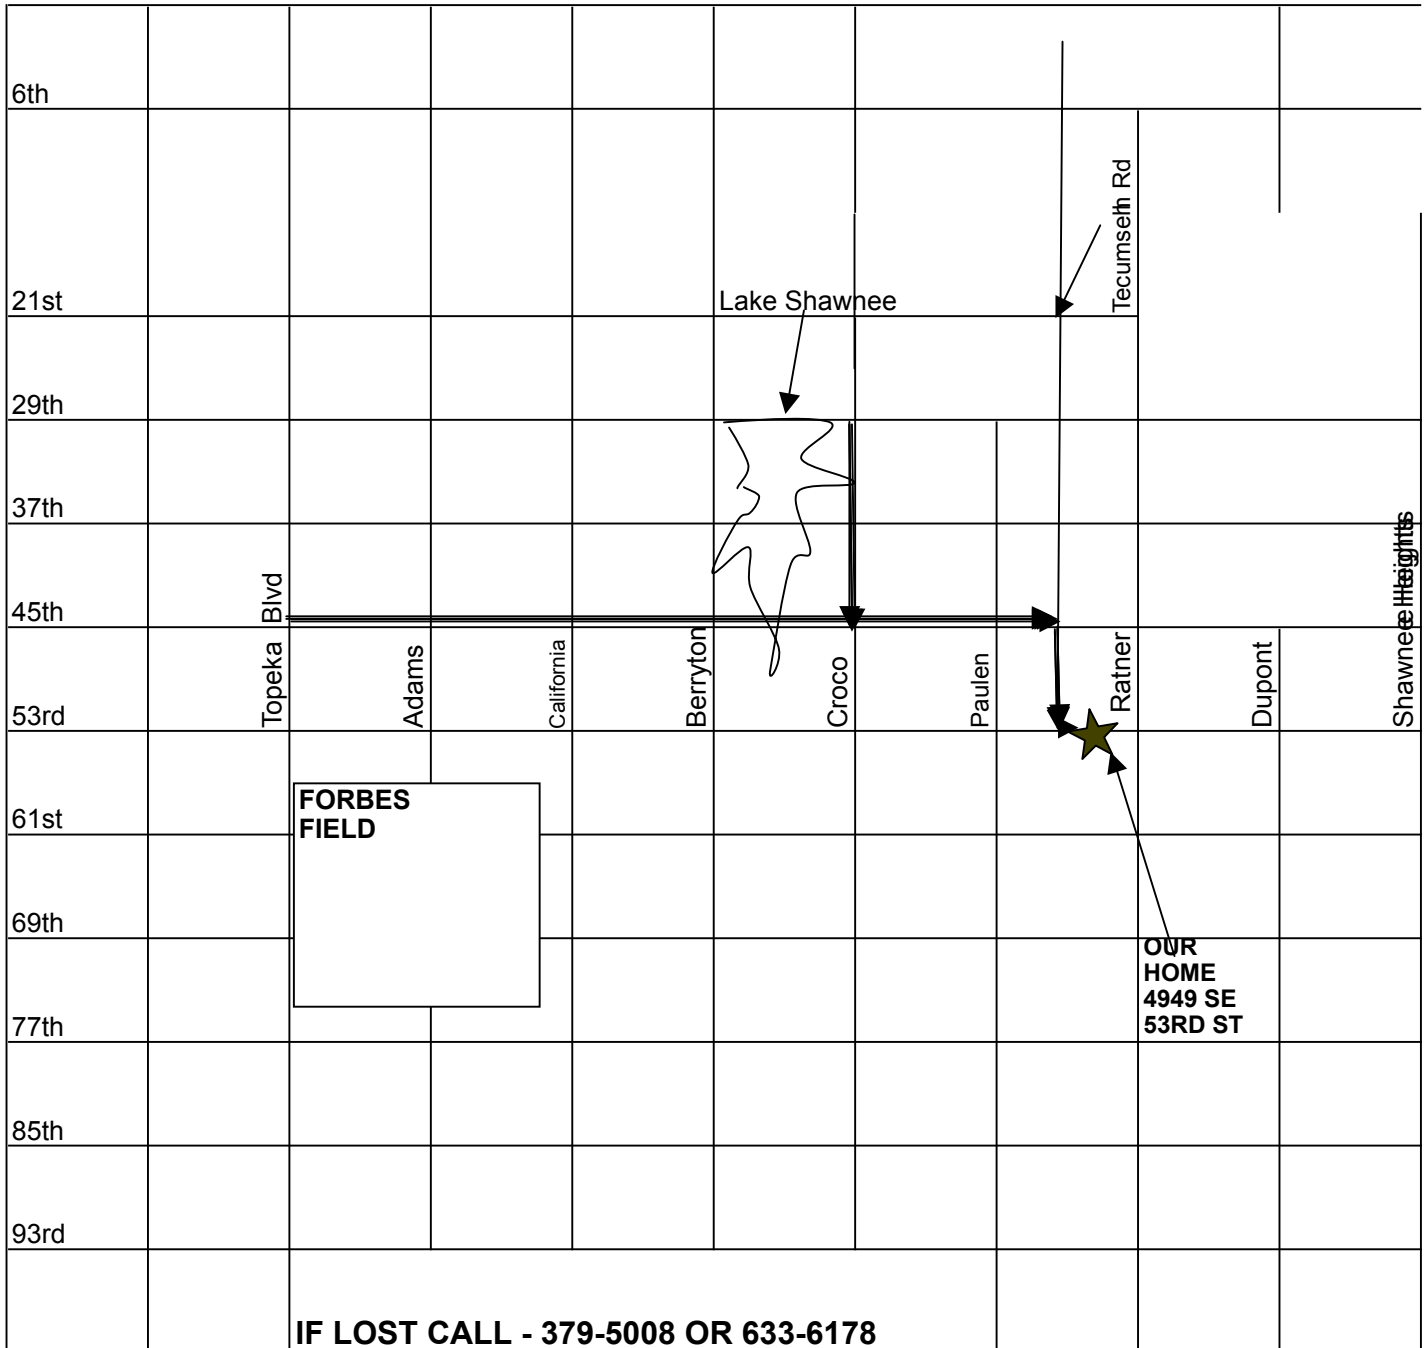 6th
Tecumseh Rd
21st
Lake Shawnee
29th
37th
45th
Topeka Blvd
Adams
California
Berryton
Croco
Paulen
Ratner
Dupont
Shawnee Heights
53rd
FORBES
FIELD
61st
69th
OUR
HOME
4949 SE
53RD ST
77th
85th
93rd
IF LOST CALL - 379-5008 OR 633-6178